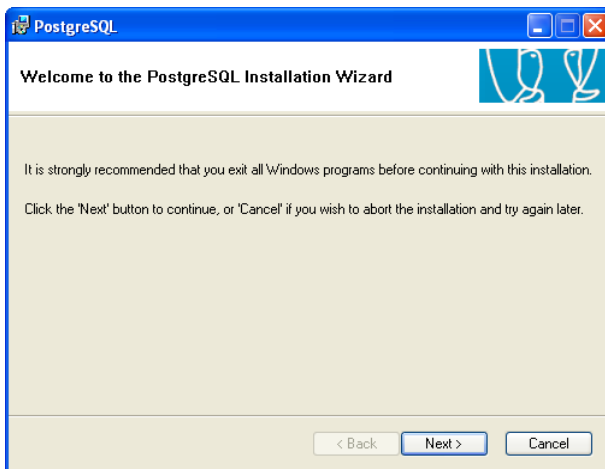 PostgreSQL
Welcome to the PostgreSQL Installation Wizard
It is strongly recommended that you exit all Windows programs before continuing with this installation.
Click the 'Next' button to continue, or 'Cancel' if you wish to abort the installation and try again later.
< Back Next > Cancel